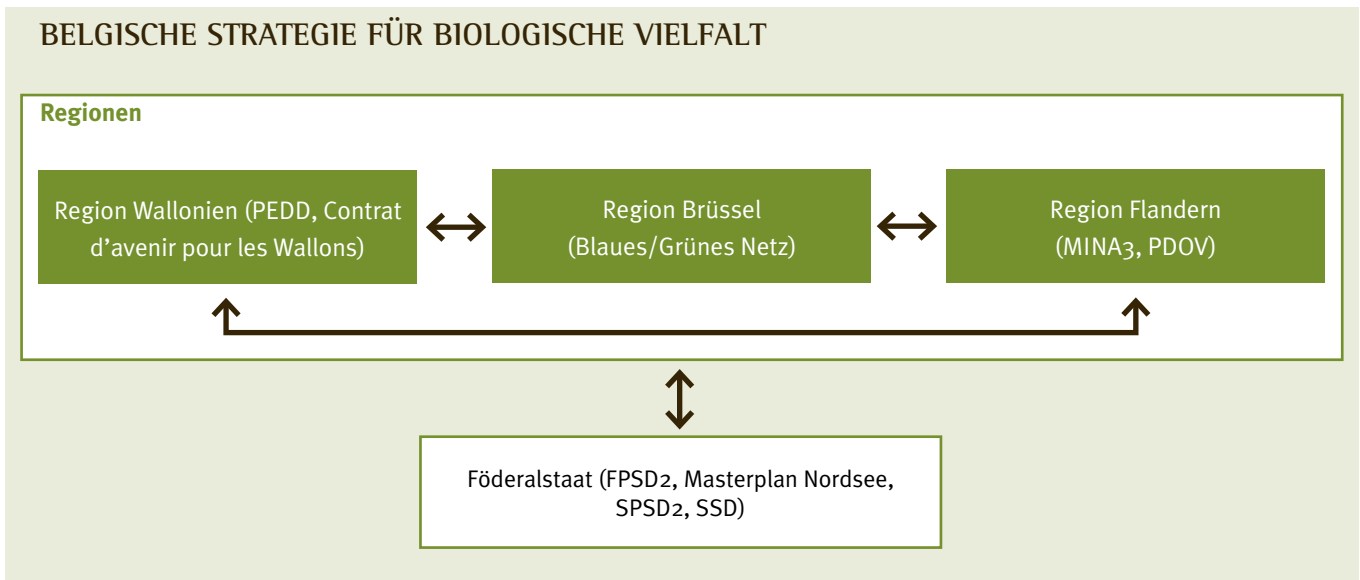 BELGISCHE STRATEGIE FÜR BIOLOGISCHE VIELFALT
Regionen
Region Wallonien (PEDD, Contrat
d’avenir pour les Wallons)
Region Brüssel
(Blaues/Grünes Netz)
Region Flandern
(MINA3, PDOV)
Föderalstaat (FPSD2, Masterplan Nordsee,
SPSD2, SSD)